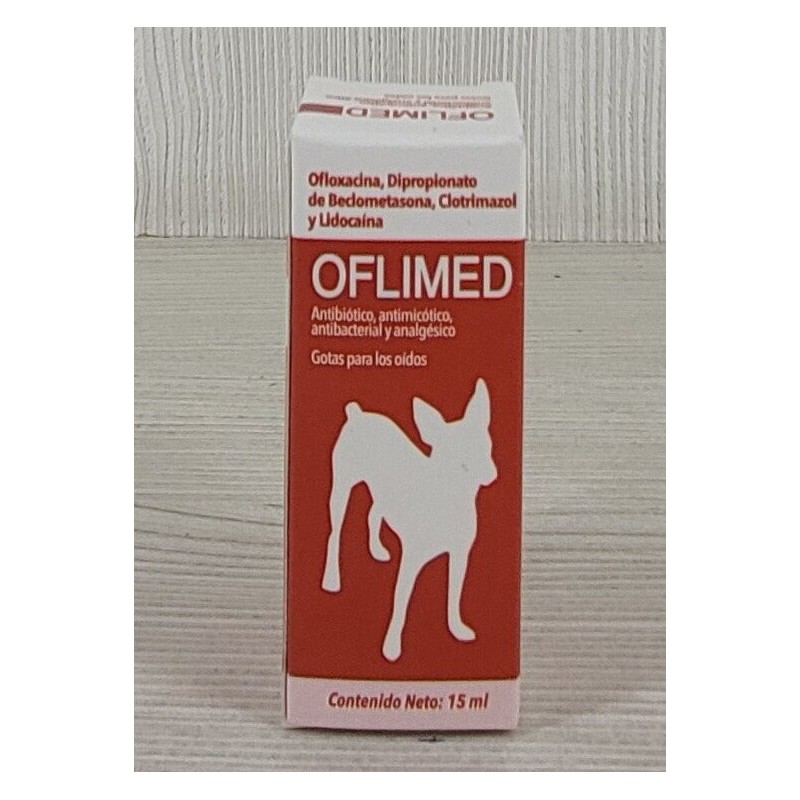 OFLIMED
Ofloxacina, Dipropionato
de Beclometasona, Clotrimazol
y Lidocaína
OFLIMED
Antibiótico, antimicótico,
antibacterial y analgésico
Gotas para los oídos
Contenido Neto: 15 ml